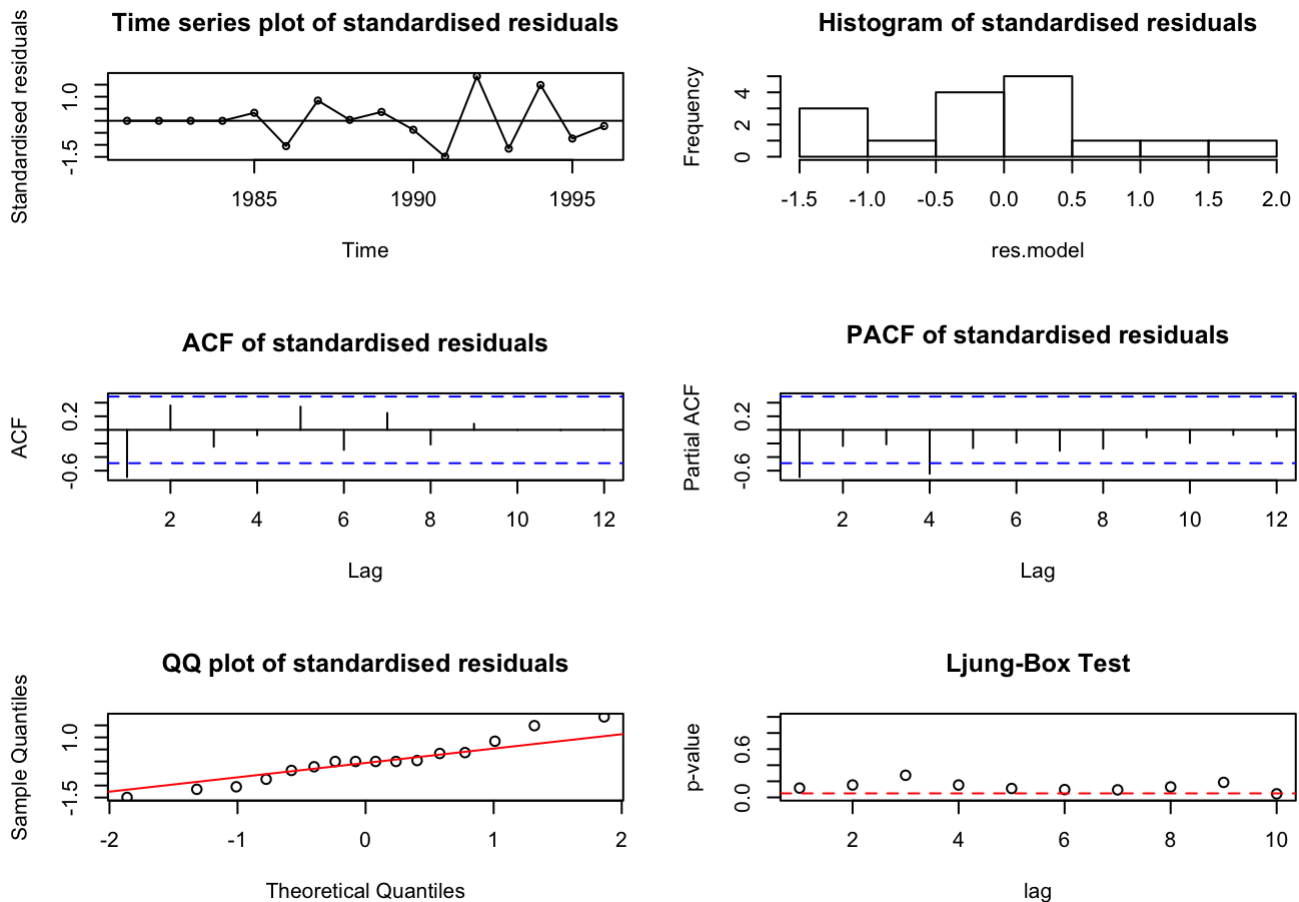 Time series plot of standardised residuals
Standardised residuals
1.0
-1.5
1985 1990 1995
Time
Histogram of standardised residuals
Frequency
4
2
0
-1.5 -1.0 -0.5 0.0 0.5 1.0 1.5 2.0
res.model
ACF of standardised residuals
ACF
0.2
-0.6
2 4 6 8 10 12
Lag
PACF of standardised residuals
Partial ACF
0.2
-0.6
2 4 6 8 10 12
Lag
QQ plot of standardised residuals
Sample Quantiles
1.0
-1.5
-2 -1 0 1 2
Theoretical Quantiles
Ljung-Box Test
p-value
0.6
0.0
2 4 6 8 10
lag